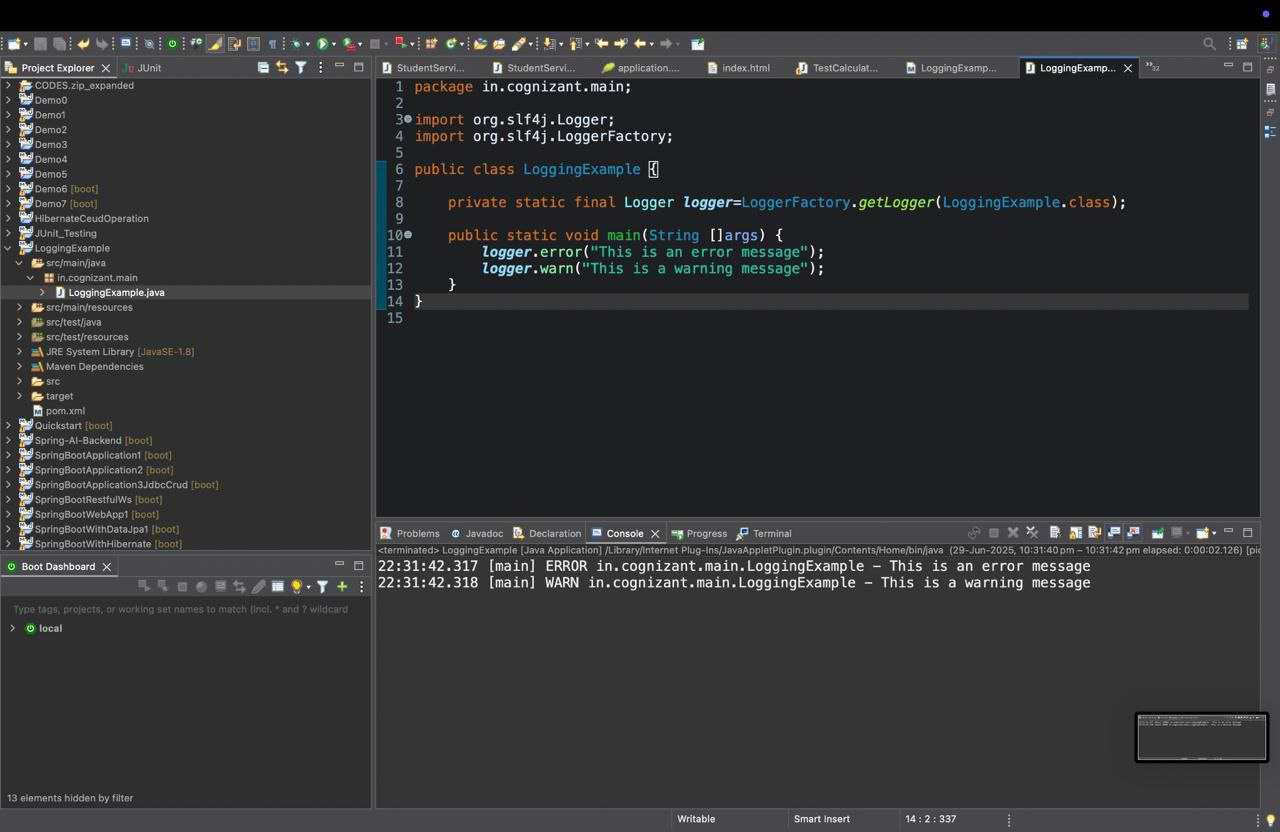 Project Explorer
JUnit
CODES.zip_expanded
Demo0
Demo1
Demo2
Demo3
Demo4
Demo5
Demo6 [boot]
Demo7 [boot]
HibernateCeudOperation
JUnit_Testing
LoggingExample
src/main/java
in.cognizant.main
LoggingExample.java
src/main/resources
src/test/java
src/test/resources
JRE System Library [JavaSE-1.8]
Maven Dependencies
src
target
pom.xml
Quickstart [boot]
Spring-AI-Backend [boot]
SpringBootApplication1 [boot]
SpringBootApplication2 [boot]
SpringBootApplication3JdbcCrud [boot]
SpringBootRestfulWs [boot]
SpringBootWebApp1 [boot]
SpringBootWithDataJpa1 [boot]
SpringBootWithHibernate [boot]
Boot Dashboard
Type tags, projects, or working set names to match (incl. * and ? wildcard
local
13 elements hidden by filter
StudentServi... StudentServi... application.... index.html TestCalculat... LoggingExamp... LoggingExamp... 32
1 package in.cognizant.main;
2
3 import org.slf4j.Logger;
4 import org.slf4j.LoggerFactory;
5
6 public class LoggingExample {
7
8 private static final Logger logger=LoggerFactory.getLogger(LoggingExample.class);
9
10 public static void main(String []args) {
11 logger.error("This is an error message");
12 logger.warn("This is a warning message");
13 }
14 }
15
Problems Javadoc Declaration Console Progress Terminal
<terminated> LoggingExample [Java Application] /Library/Internet Plug-Ins/JavaAppletPlugin.plugin/Contents/Home/bin/java (29-Jun-2025, 10:31:40 pm – 10:31:42 pm elapsed: 0:00:02.126) [pic
22:31:42.317 [main] ERROR in.cognizant.main.LoggingExample – This is an error message
22:31:42.318 [main] WARN in.cognizant.main.LoggingExample – This is a warning message
Writable Smart Insert 14 : 2 : 337